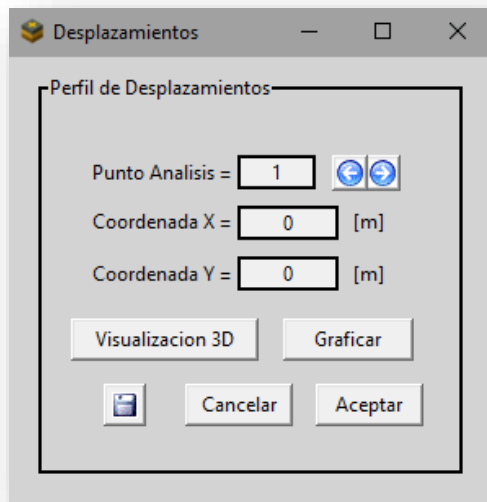 Desplazamientos
Perfil de Desplazamientos
Punto Analisis = 1
Coordenada X = 0 [m]
Coordenada Y = 0 [m]
Visualizacion 3D Graficar
Cancelar Aceptar